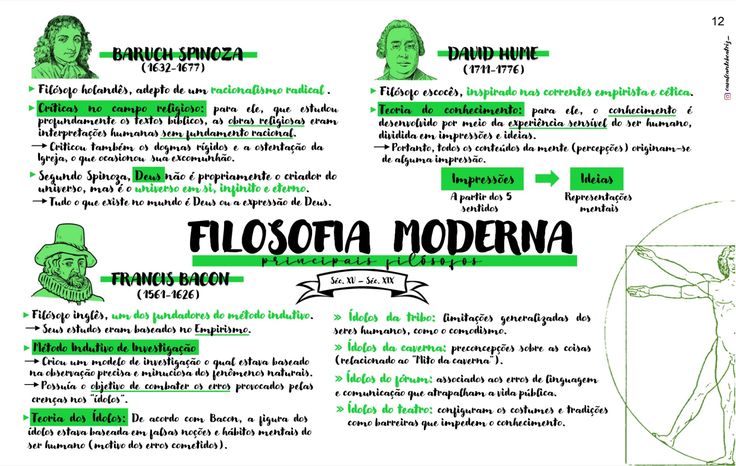 12
BARUCH SPINOZA
(1632-1677)
▸ Filósofo holandês, adepto de um racionalismo radical .
▸ Críticas no campo religioso: para ele, que estudou
profundamente os textos bíblicos, as obras religiosas eram
interpretações humanas sem fundamento racional.
→ Criticou também os dogmas rígidos e a ostentação da
Igreja, o que ocasionou sua excomunhão.
▸ Segundo Spinoza, Deus não é propriamente o criador do
universo, mas é o universo em si, infinito e eterno.
→ Tudo o que existe no mundo é Deus ou a expressão de Deus.
DAVID HUME
(1711-1776)
▸ Filósofo escocês, inspirado nas correntes empirista e cética.
▸ Teoria do conhecimento: para ele, o conhecimento é
desenvolvido por meio da experiência sensível do ser humano,
disidida em impressões e ideias.
→ Portanto, todos os conteúdos da mente (percepções) originam-se
de alguma impressão.
Impressões → Ideias
A partir dos 5
sentidos
Representações
mentais
FILOSOFIA MODERNA
principais filósofos
Séc. XV - Séc. XIX
FRANCIS BACON
(1561-1626)
▸ Filósofo inglês, um dos fundadores do método indutivo.
→ Seus estudos eram baseados no Empirismo.
▸ Método Indutivo de Investigação
→ Criou um modelo de investigação o qual estava baseado
na observação precisa e minuciosa dos fenômenos naturais.
→ Possuía o objetivo de combater os erros provocados pelas
crenças nos "ídolos".
▸ Teoria dos Ídolos: De acordo com Bacon, a figura dos
ídolos estava baseada em falsas noções e hábitos mentais do
ser humano (motivo dos erros cometidos).
» Ídolos da tribo: limitações generalizadas dos
seres humanos, como o comodismo.
» Ídolos da caverna: preconcepções sobre as coisas
(relacionado ao "Mito da caverna").
» Ídolos do fórum: associados aos erros de linguagem
e comunicação que atrapalham a vida pública.
» Ídolos do teatro: configuram os costumes e tradições
como barreiras que impedem o conhecimento.